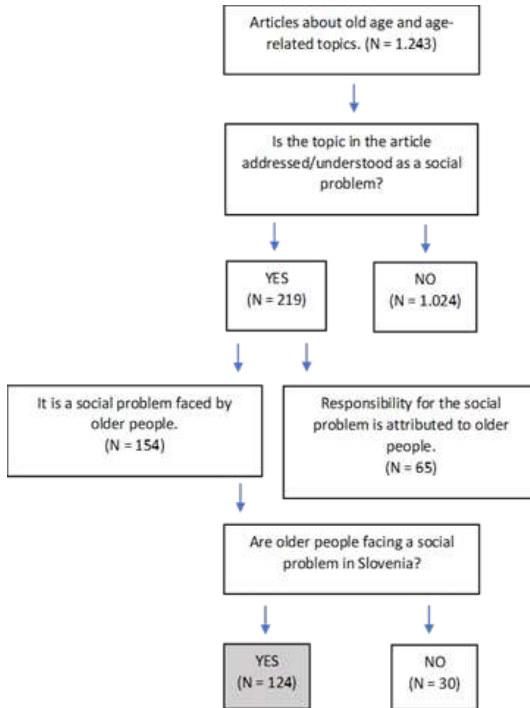 Articles about old age and age-
related topics. (N = 1.243)
Is the topic in the article
addressed/understood as a social
problem?
YES
(N = 219)
NO
(N = 1.024)
It is a social problem faced by
older people.
(N = 154)
Responsibility for the social
problem is attributed to older
people.
(N = 65)
Are older people facing a social
problem in Slovenia?
YES
(N = 124)
NO
(N = 30)